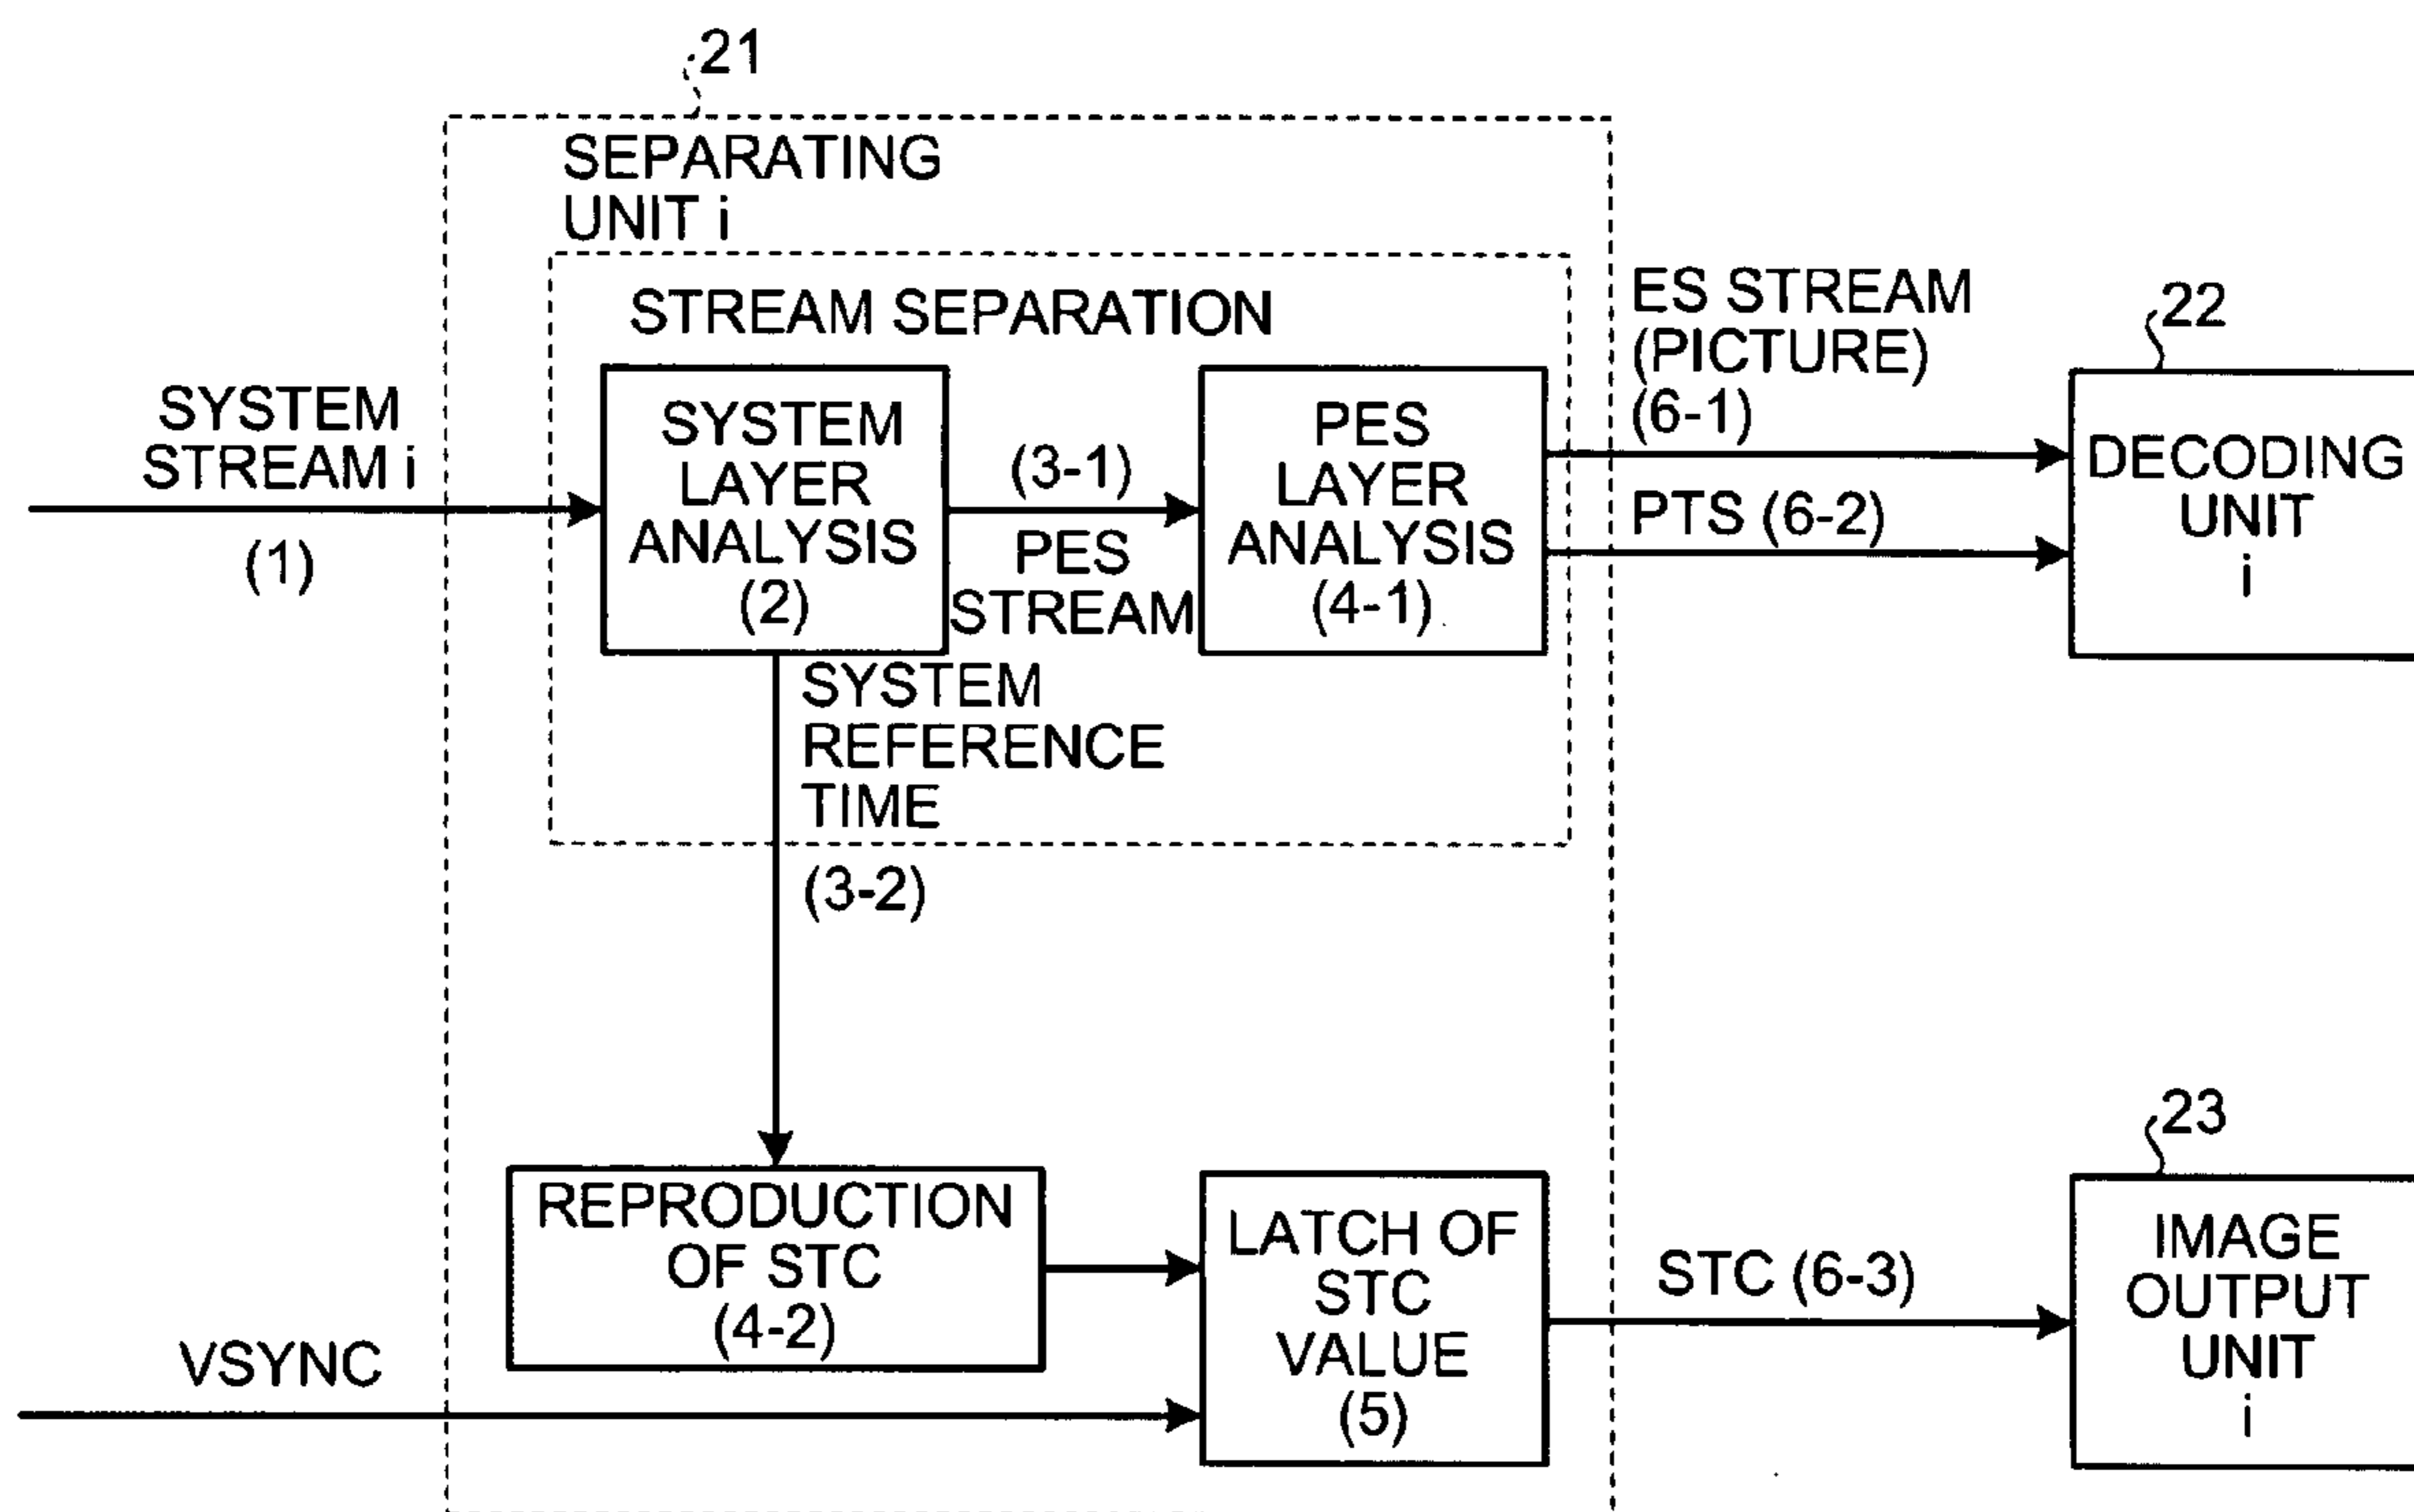 21
SEPARATING
UNIT i
STREAM SEPARATION
SYSTEM
STREAM i
(1)
SYSTEM
LAYER
ANALYSIS
(2)
(3-1)
PES
STREAM
PES
LAYER
ANALYSIS
(4-1)
ES STREAM
(PICTURE)
(6-1)
PTS (6-2)
22
DECODING
UNIT
i
SYSTEM
REFERENCE
TIME
(3-2)
REPRODUCTION
OF STC
(4-2)
VSYNC
LATCH OF
STC
VALUE
(5)
STC (6-3)
23
IMAGE
OUTPUT
UNIT
i